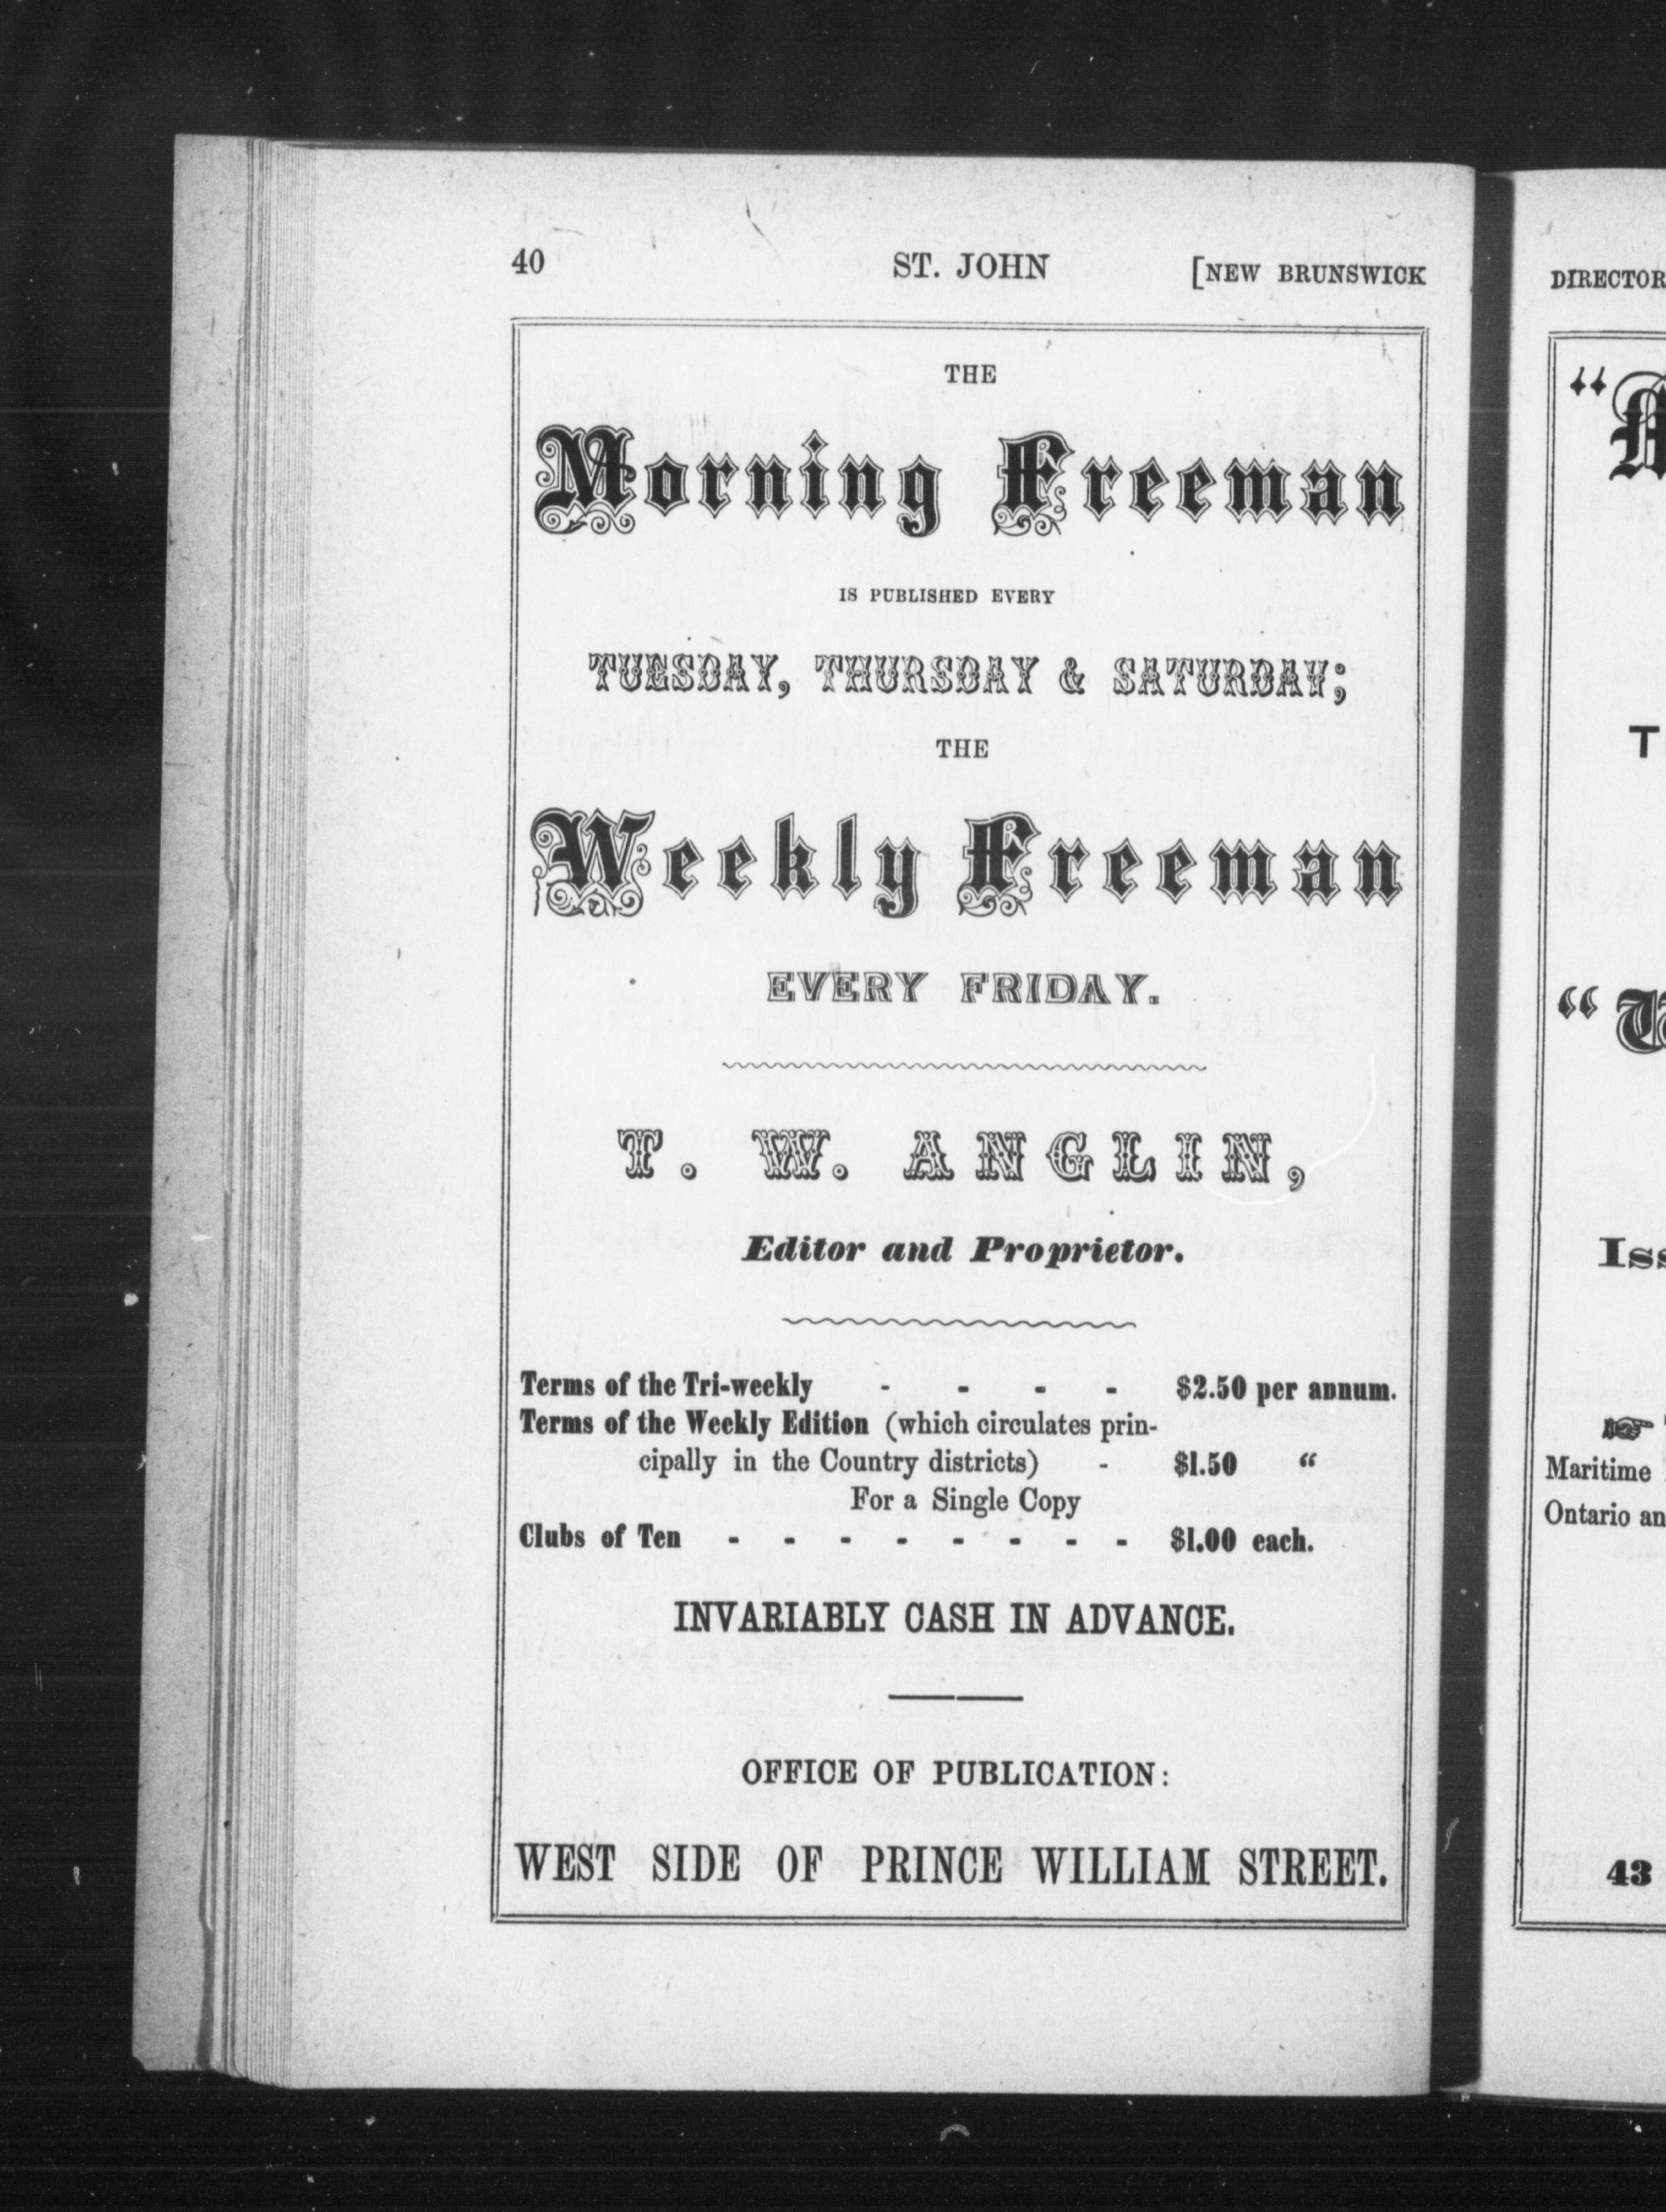 40 ST. JOHN [NEW BRUNSWICK
THE
Morning Freeman
IS PUBLISHED EVERY
TUESDAY, THURSDAY & SATURDAY;
THE
Weekly Freeman
EVERY FRIDAY.
T. W. ANGLIN,
Editor and Proprietor.
Terms of the Tri-weekly - - - - $2.50 per annum.
Terms of the Weekly Edition (which circulates prin-
cipally in the Country districts) - $1.50 “
For a Single Copy
Clubs of Ten - - - - - - - - $1.00 each.
INVARIABLY CASH IN ADVANCE.
OFFICE OF PUBLICATION:
WEST SIDE OF PRINCE WILLIAM STREET.
Maritime
Ontario
43